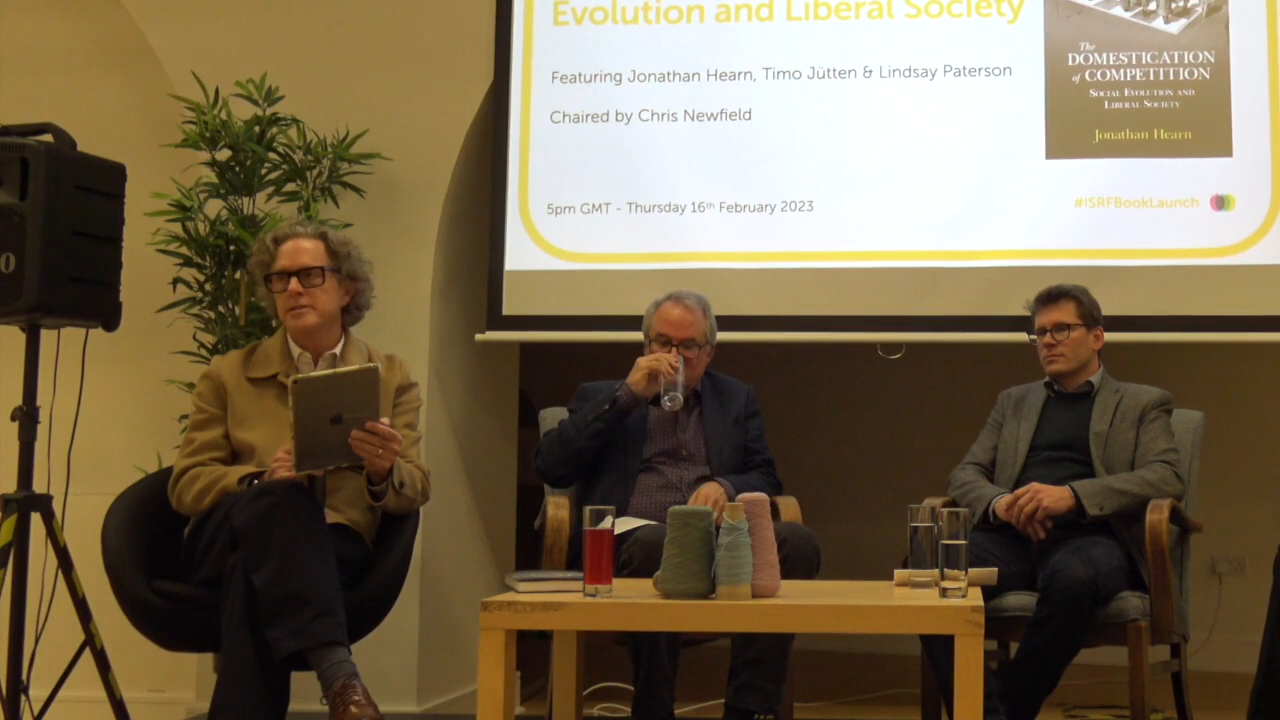 Evolution and Liberal Society
Featuring Jonathan Hearn, Timo Jütten & Lindsay Paterson
Chaired by Chris Newfield
5pm GMT - Thursday 16th February 2023
The
DOMESTICATION
of COMPETITION
SOCIAL EVOLUTION AND
LIBERAL SOCIETY
Jonathan Hearn
#ISRFBookLaunch